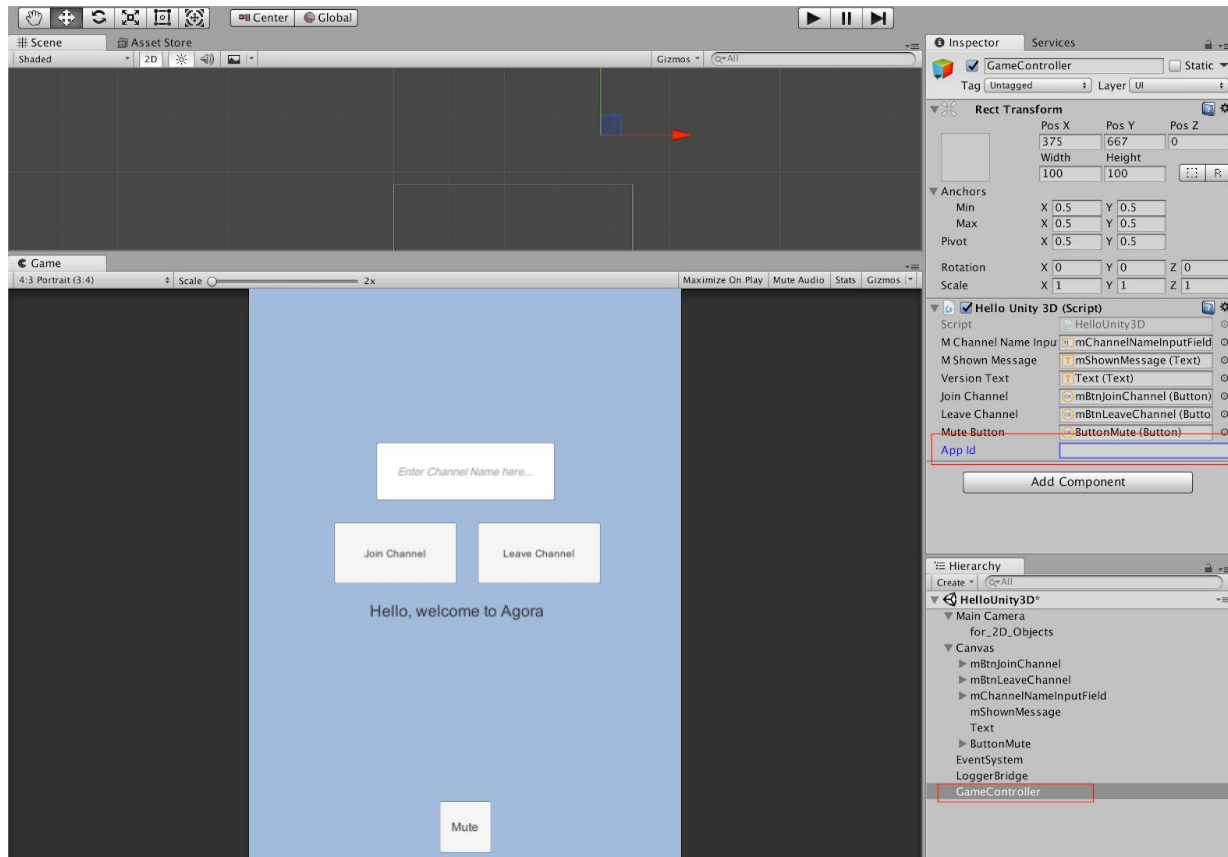 Center Global
Scene Asset Store
Shaded 2D Gizmos All
Game
4:3 Portrait (3:4) Scale 2x Maximize On Play Mute Audio Stats Gizmos
Enter Channel Name here...
Join Channel Leave Channel
Hello, welcome to Agora
Mute
Inspector Services
GameController Static
Tag Untagged Layer UI
Rect Transform
Pos X Pos Y Pos Z
375 667 0
Width Height
100 100 R
Anchors
Min X 0.5 Y 0.5
Max X 0.5 Y 0.5
Pivot X 0.5 Y 0.5
Rotation X 0 Y 0 Z 0
Scale X 1 Y 1 Z 1
Hello Unity 3D (Script)
Script HelloUnity3D
M Channel Name Inpu mChannelNameInputField
M Shown Message mShownMessage (Text)
Version Text Text (Text)
Join Channel mBtnJoinChannel (Button)
Leave Channel mBtnLeaveChannel (Butto
Mute Button ButtonMute (Button)
App Id
Add Component
Hierarchy
Create All
HelloUnity3D*
Main Camera
for_2D_Objects
Canvas
mBtnJoinChannel
mBtnLeaveChannel
mChannelNameInputField
mShownMessage
Text
ButtonMute
EventSystem
LoggerBridge
GameController